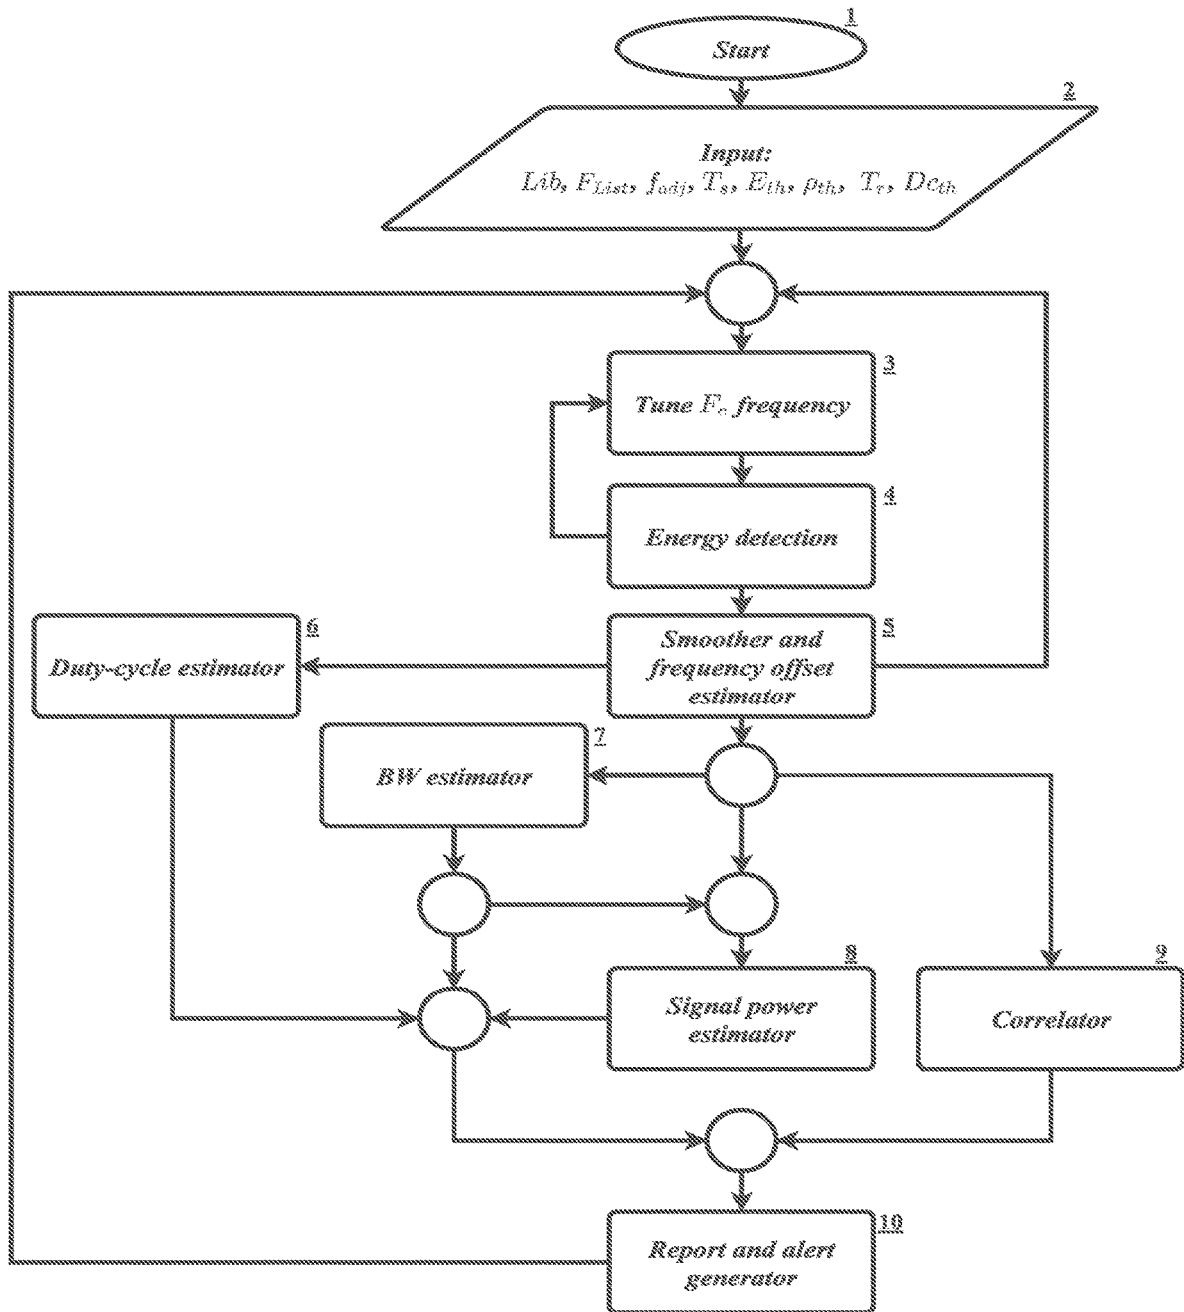 1
Start
2
Input:
Lib, F_List, f_adj, T_s, E_th, ρ_th, T_r, Dc_th
3
Tune F_c frequency
4
Energy detection
5
Smoother and
frequency offset
estimator
6
Duty-cycle estimator
7
BW estimator
8
Signal power
estimator
9
Correlator
10
Report and alert
generator